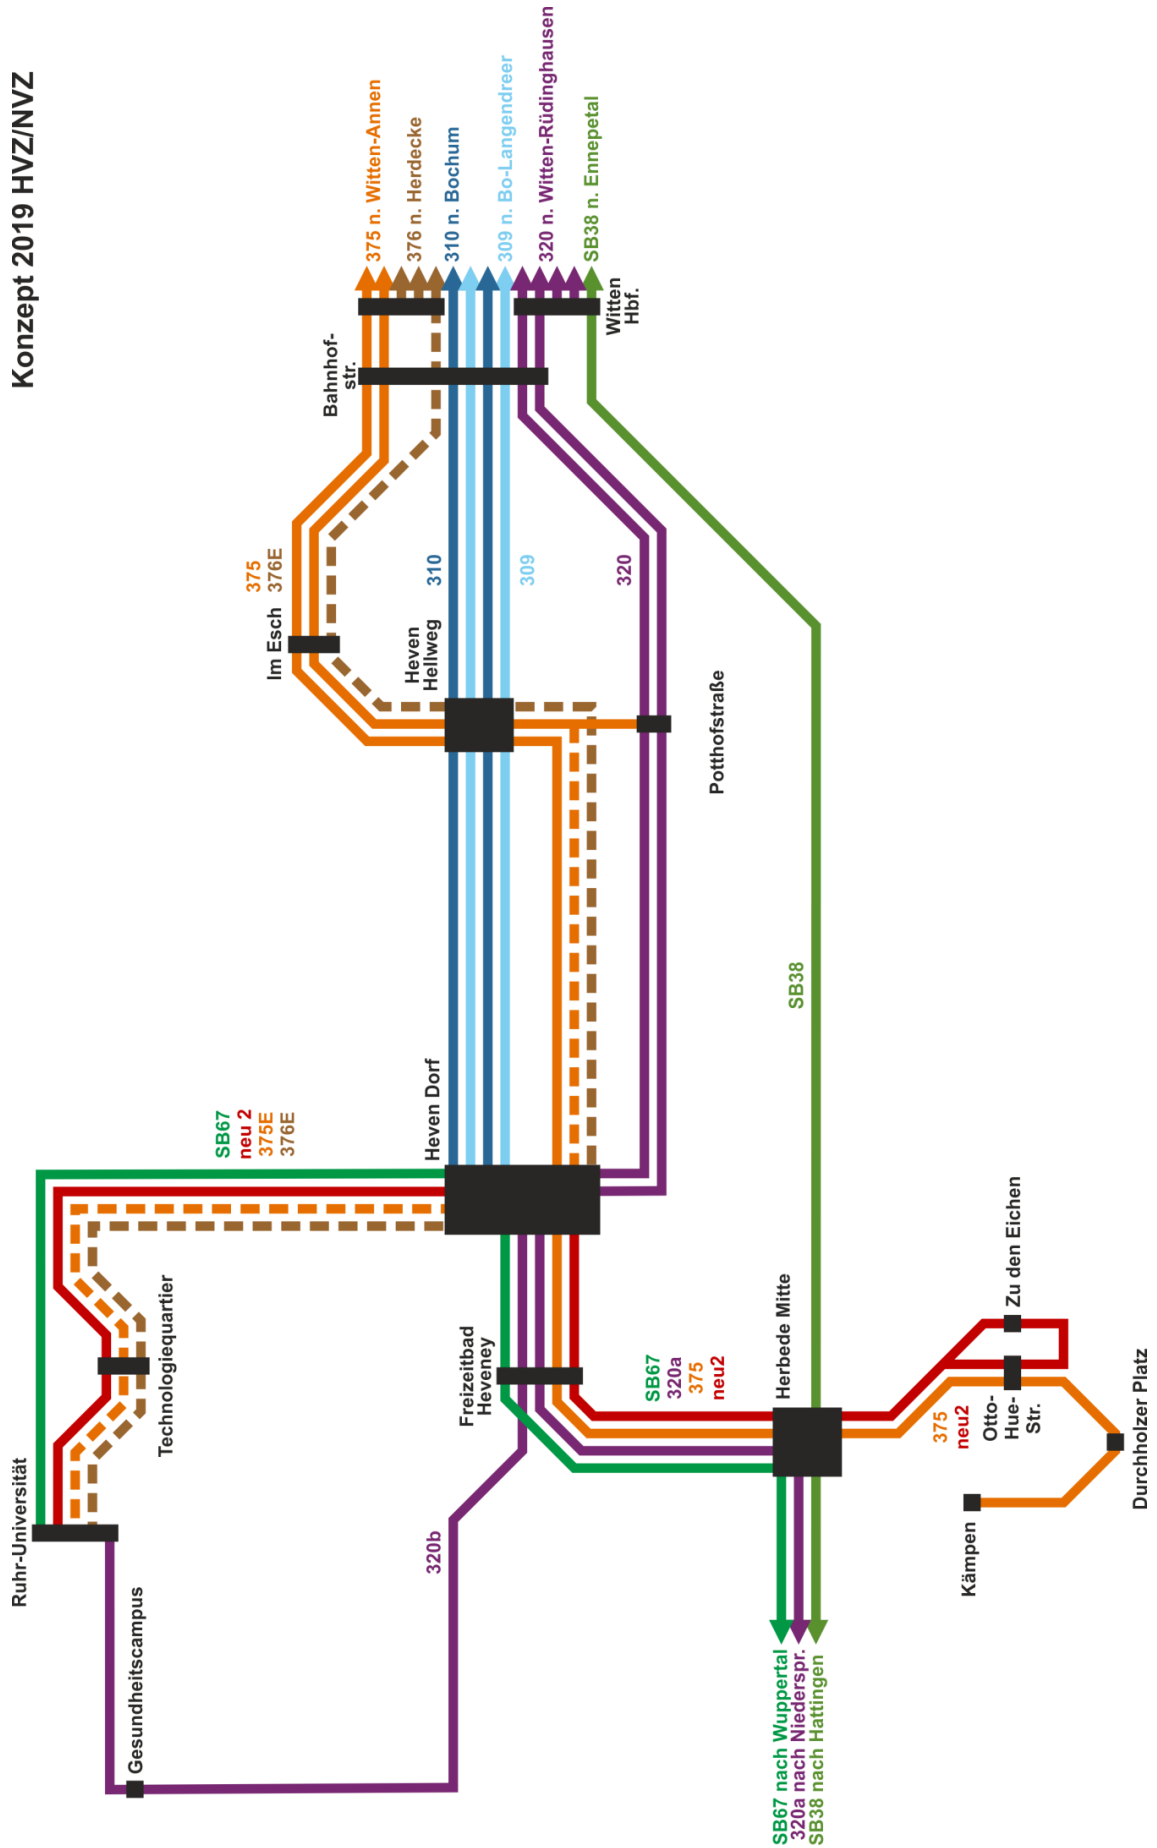 Konzept 2019 HVZ/NVZ
375 n. Witten-Annen
376 n. Herdecke
310 n. Bochum
309 n. Bo-Langendreer
320 n. Witten-Rüdinghausen
SB38 n. Ennepetal
Witten
Hbf.
Bahnhof-
str.
375
376E
310
309
320
Im Esch
Heven
Hellweg
Potthofstraße
SB38
Heven Dorf
SB67
neu 2
375E
376E
Technologiequartier
Ruhr-Universität
Gesundheitscampus
320b
Freizeitbad
Heveney
SB67
320a
375
neu2
Herbede Mitte
Zu den Eichen
375
neu2
Otto-
Hue-
Str.
Durchholzer Platz
Kämpen
SB67 nach Wuppertal
320a nach Niederspr.
SB38 nach Hattingen